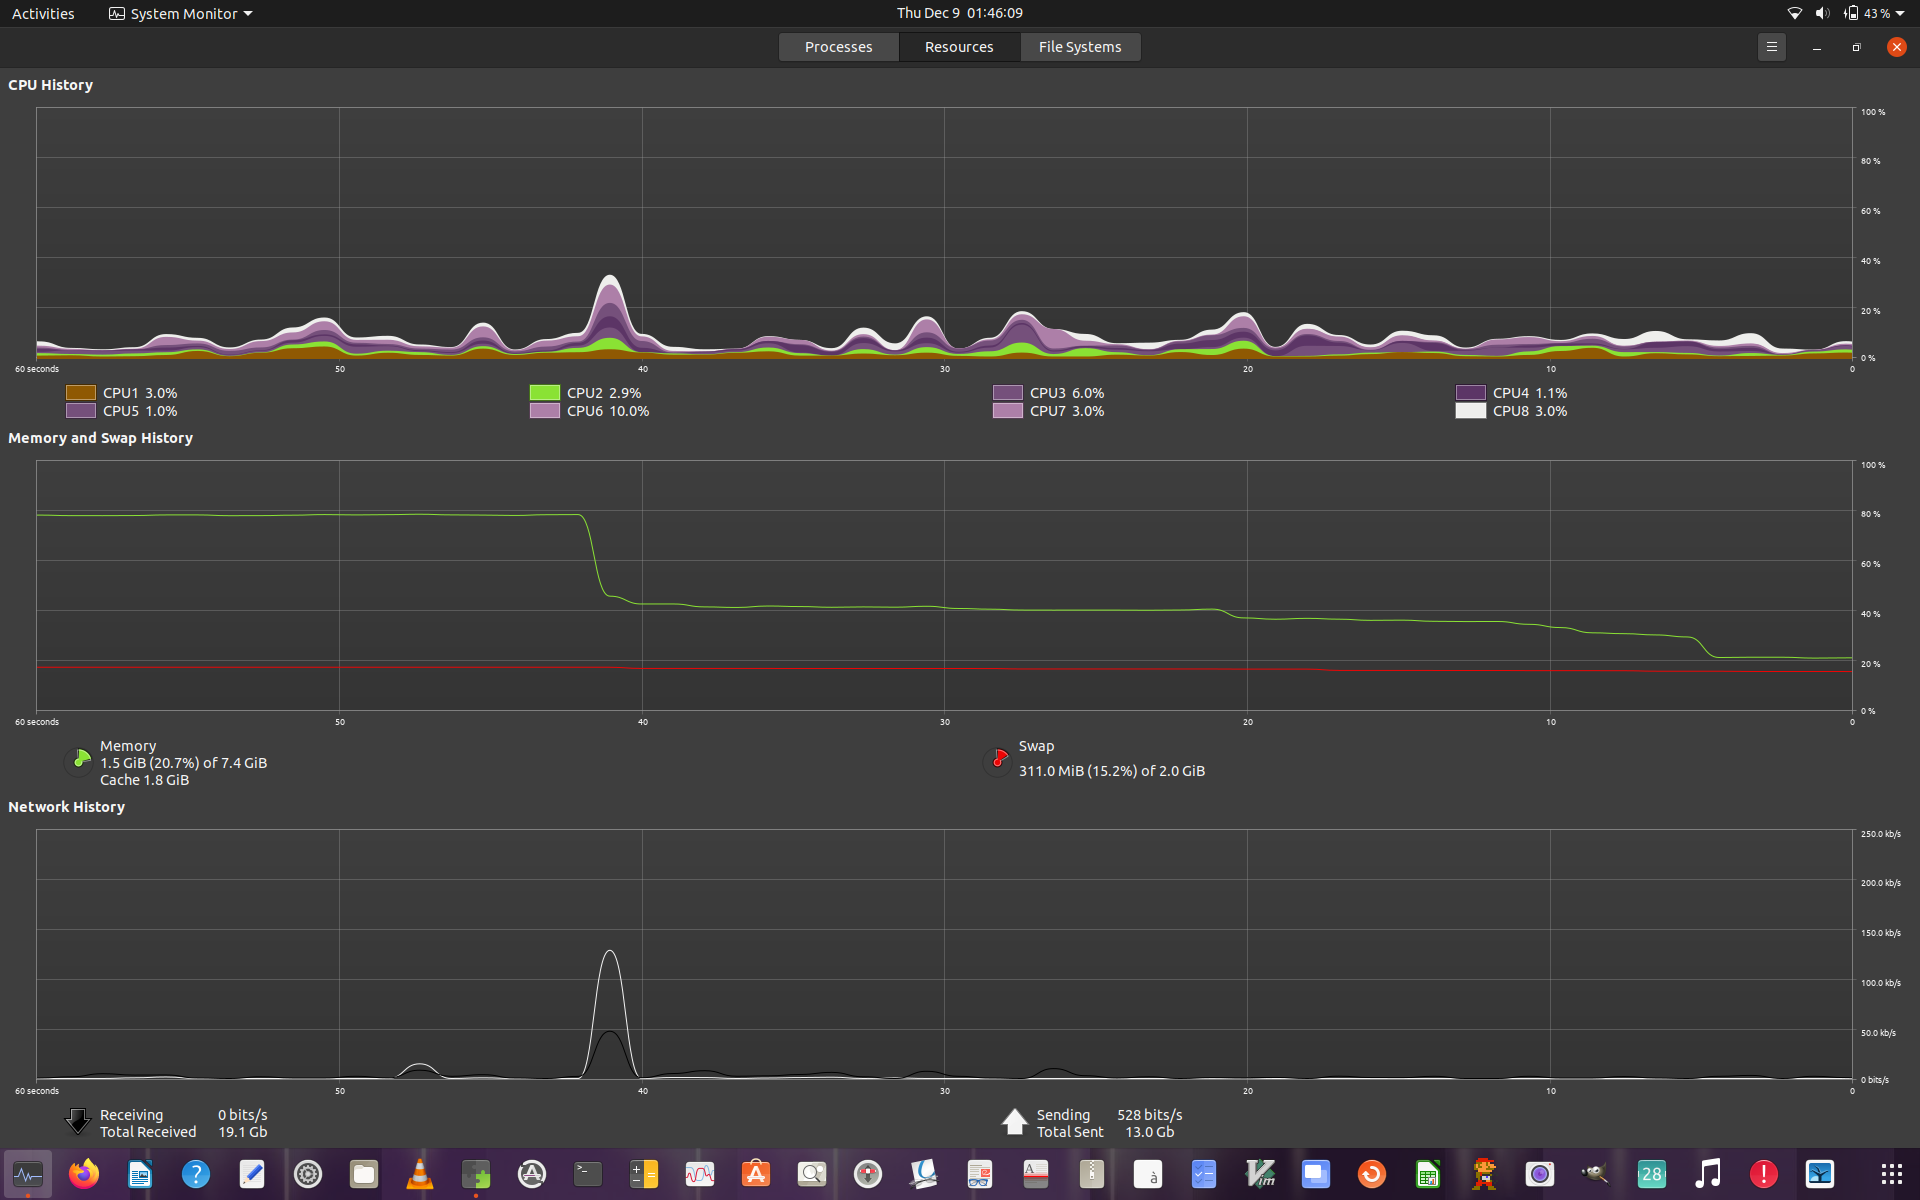 Activities System Monitor Thu Dec 9 01:46:09 43 %
Processes Resources File Systems
CPU History
100 %
80 %
60 %
40 %
20 %
0 %
60 seconds 50 40 30 20 10 0
CPU1 3.0% CPU2 2.9% CPU3 6.0% CPU4 1.1%
CPU5 1.0% CPU6 10.0% CPU7 3.0% CPU8 3.0%
Memory and Swap History
100 %
80 %
60 %
40 %
20 %
0 %
60 seconds 50 40 30 20 10 0
Memory
1.5 GiB (20.7%) of 7.4 GiB
Cache 1.8 GiB
Swap
311.0 MiB (15.2%) of 2.0 GiB
Network History
250.0 kb/s
200.0 kb/s
150.0 kb/s
100.0 kb/s
50.0 kb/s
0 bits/s
60 seconds 50 40 30 20 10 0
Receiving 0 bits/s
Total Received 19.1 Gb
Sending 528 bits/s
Total Sent 13.0 Gb
? >_ A à Vim 28 !